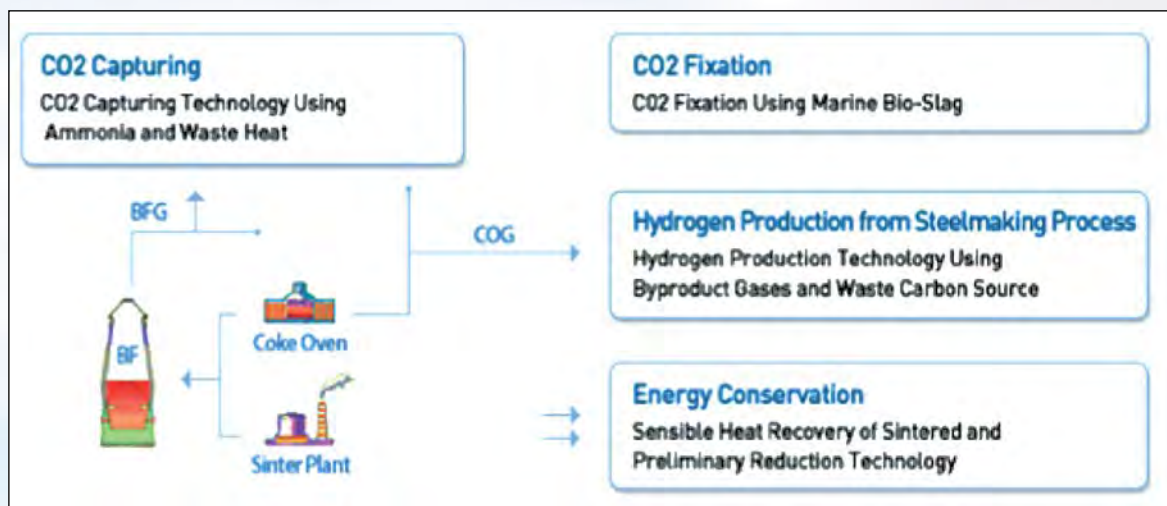 CO2 Capturing
CO2 Capturing Technology Using
Ammonia and Waste Heat
CO2 Fixation
CO2 Fixation Using Marine Bio-Slag
BFG
COG
Hydrogen Production from Steelmaking Process
Hydrogen Production Technology Using
Byproduct Gases and Waste Carbon Source
BF
Coke Oven
Sinter Plant
Energy Conservation
Sensible Heat Recovery of Sintered and
Preliminary Reduction Technology